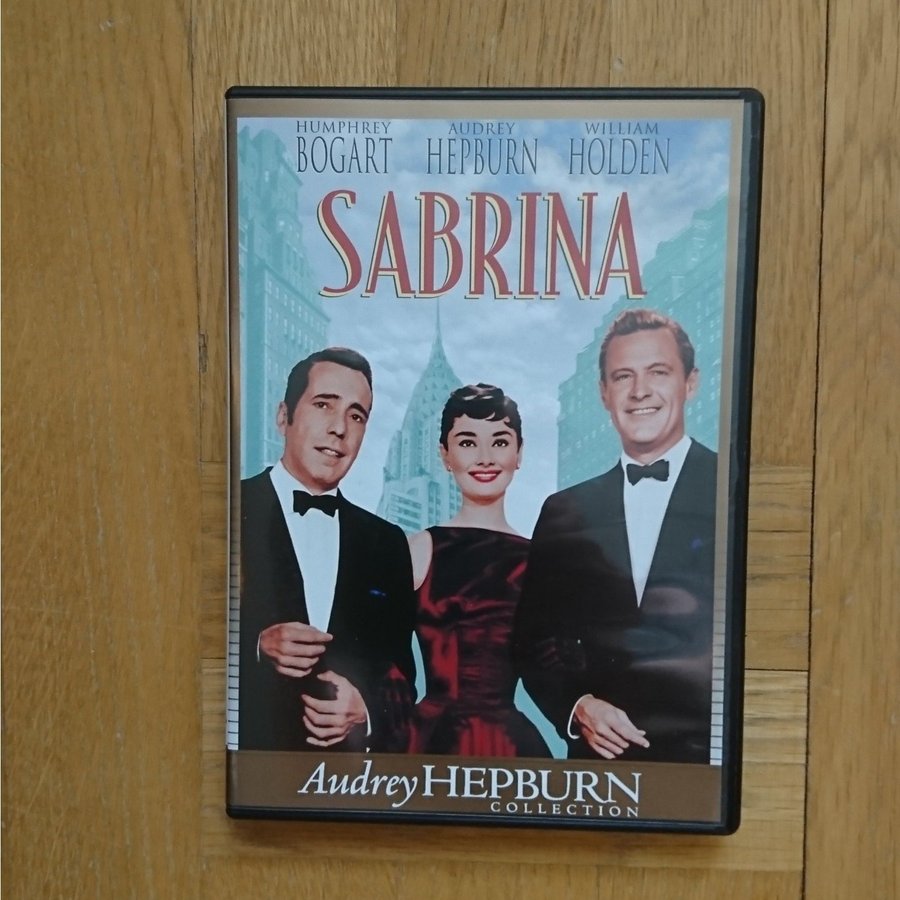 HUMPHREY AUDREY WILLIAM
BOGART HEPBURN HOLDEN
SABRINA
Audrey HEPBURN
COLLECTION